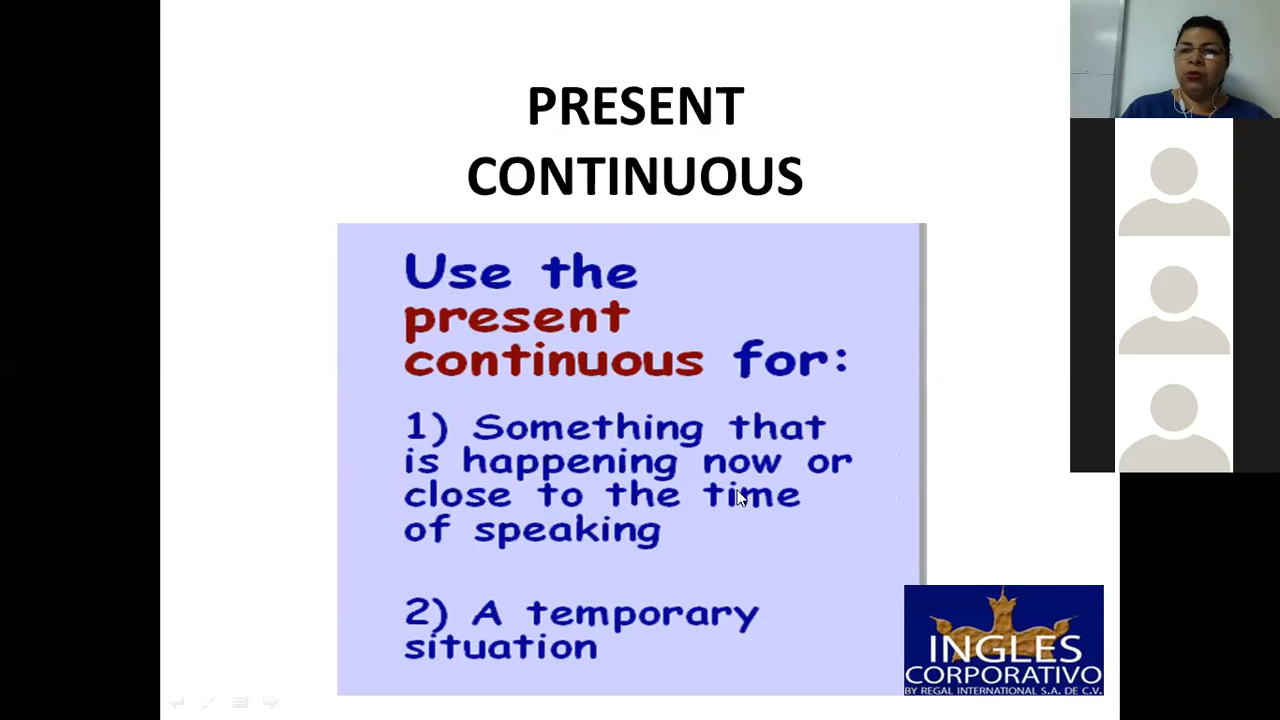 PRESENT
CONTINUOUS
Use the
present
continuous for:
1) Something that
is happening now or
close to the time
of speaking
2) A temporary
situation
INGLES
CORPORATIVO
BY REGAL INTERNATIONAL S.A. DE C.V.